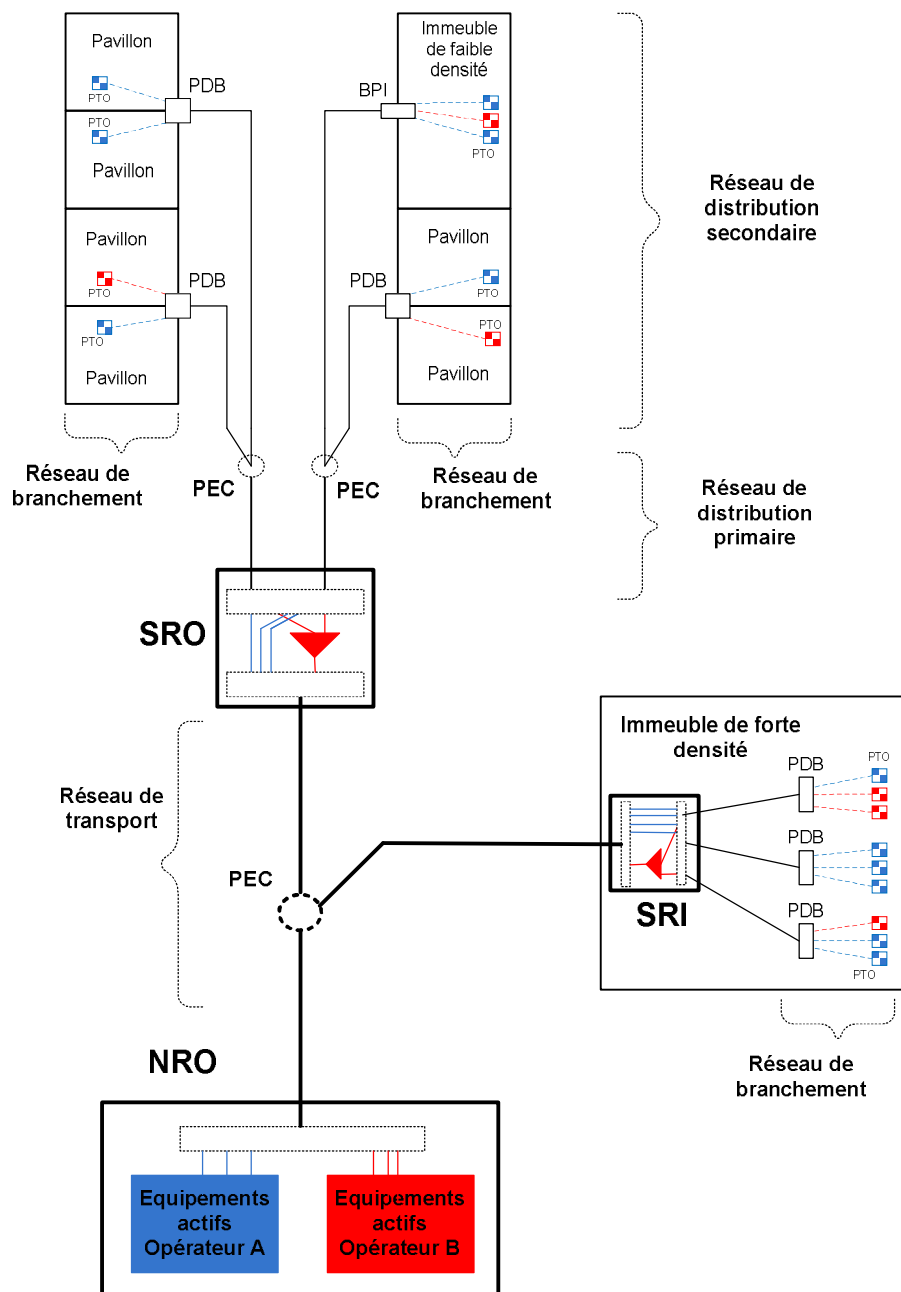 Pavillon
PDB
PTO
PTO
Pavillon
Pavillon
PDB
PTO
PTO
Pavillon
Réseau de
branchement
Immeuble
de faible
densité
BPI
PTO
Pavillon
PDB
PTO
PTO
Pavillon
Réseau de
branchement
Réseau de
distribution
secondaire
PEC
PEC
Réseau de
distribution
primaire
SRO
Réseau de
transport
PEC
Immeuble de forte
densité
PDB
PTO
PDB
SRI
PDB
PTO
Réseau de
branchement
NRO
Equipements
actifs
Opérateur A
Equipements
actifs
Opérateur B